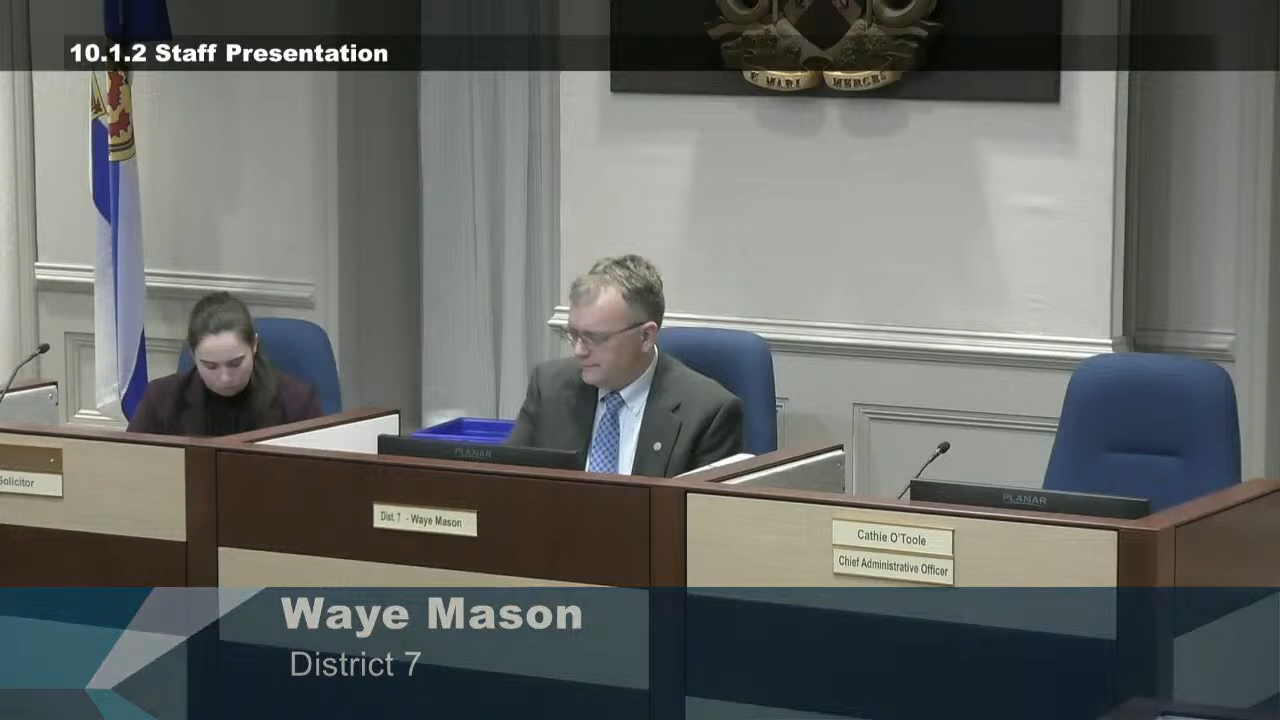 10.1.2 Staff Presentation
E MARI MERCES
PLANAR
PLANAR
Solicitor
Dist. 7 - Waye Mason
Cathie O'Toole
Chief Administrative Officer
Waye Mason
District 7